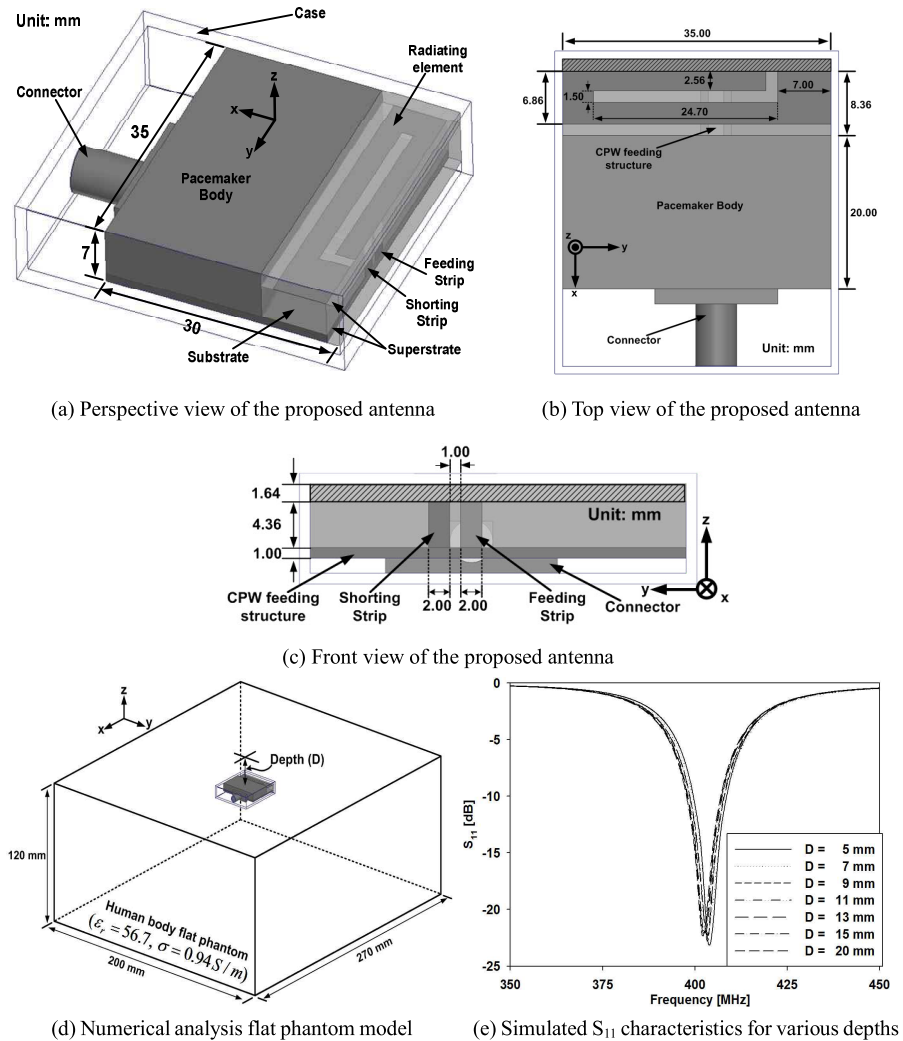 Unit: mm
Case
Radiating
element
Connector
35
z
x
y
Pacemaker
Body
7
30
Feeding
Strip
Shorting
Strip
Substrate
Superstrate
(a) Perspective view of the proposed antenna
35.00
2.56
7.00
1.50
6.86
8.36
24.70
CPW feeding
structure
20.00
Pacemaker Body
z
y
x
Connector
Unit: mm
(b) Top view of the proposed antenna
1.00
1.64
Unit: mm
4.36
1.00
z
y
x
CPW feeding
structure
Shorting
Strip
2.00
2.00
Feeding
Strip
Connector
(c) Front view of the proposed antenna
z
x
y
Depth (D)
120 mm
Human body flat phantom
(εr = 56.7, σ = 0.94 S / m)
200 mm
270 mm
(d) Numerical analysis flat phantom model
0
-5
-10
-15
-20
-25
S11 [dB]
D = 5 mm
D = 7 mm
D = 9 mm
D = 11 mm
D = 13 mm
D = 15 mm
D = 20 mm
350
375
400
425
450
Frequency [MHz]
(e) Simulated S11 characteristics for various depths